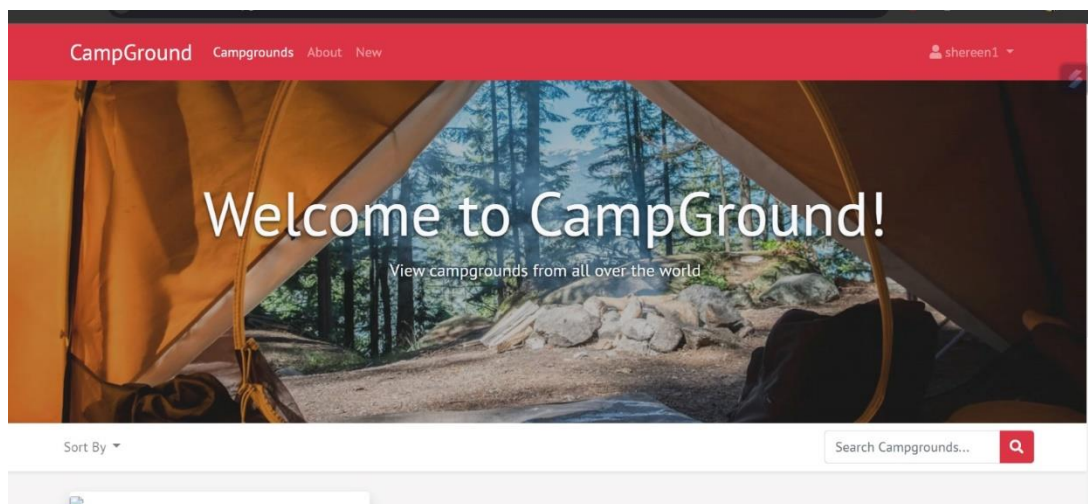 CampGround Campgrounds About New shereen1
Welcome to CampGround!
View campgrounds from all over the world
Sort By Search Campgrounds...